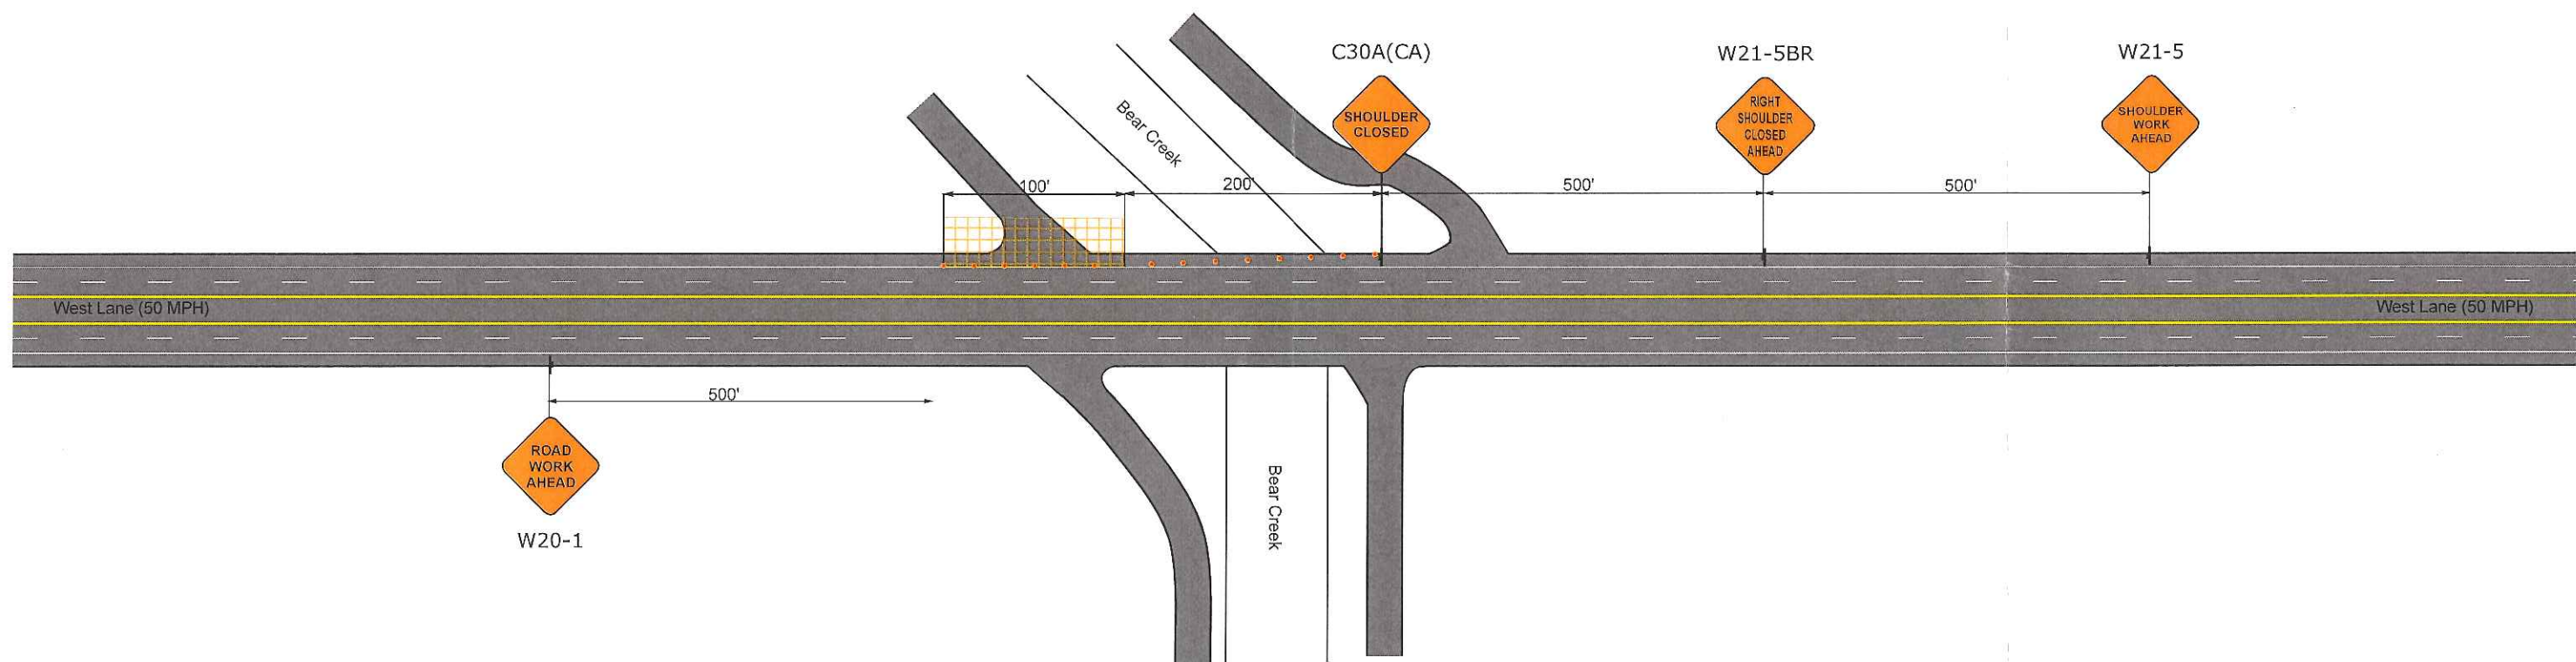 C30A(CA)
W21-5BR
W21-5
SHOULDER
CLOSED
RIGHT
SHOULDER
CLOSED
AHEAD
SHOULDER
WORK
AHEAD
Bear Creek
100'
200'
500'
500'
West Lane (50 MPH)
West Lane (50 MPH)
500'
ROAD
WORK
AHEAD
W20-1
Bear Creek